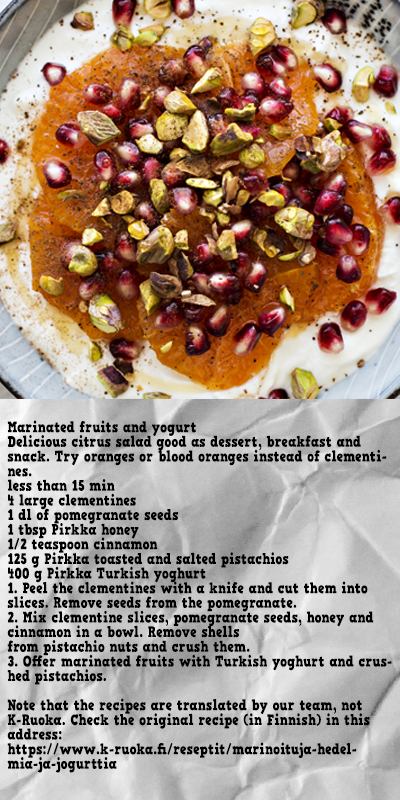 Marinated fruits and yogurt
Delicious citrus salad good as dessert, breakfast and
snack. Try oranges or blood oranges instead of clementi-
nes.
less than 15 min
4 large clementines
1 dl of pomegranate seeds
1 tbsp Pirkka honey
1/2 teaspoon cinnamon
125 g Pirkka toasted and salted pistachios
400 g Pirkka Turkish yoghurt
1. Peel the clementines with a knife and cut them into
slices. Remove seeds from the pomegranate.
2. Mix clementine slices, pomegranate seeds, honey and
cinnamon in a bowl. Remove shells
from pistachio nuts and crush them.
3. Offer marinated fruits with Turkish yoghurt and crus-
hed pistachios.
Note that the recipes are translated by our team, not
K-Ruoka. Check the original recipe (in Finnish) in this
address:
https://www.k-ruoka.fi/reseptit/marinoituja-hedel-
mia-ja-jogurttia